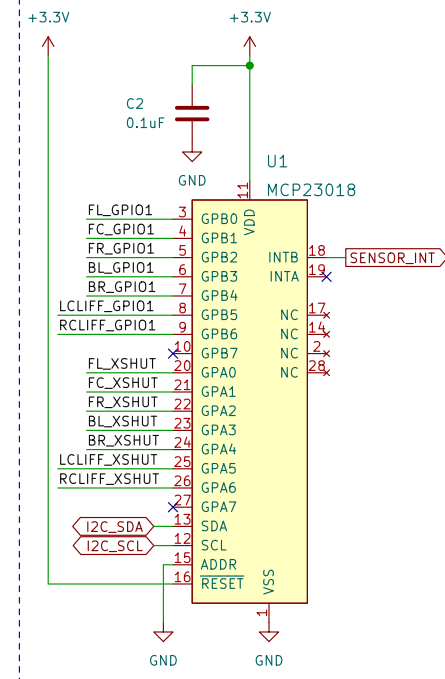 +3.3V
+3.3V
C2
0.1uF
GND
U1
MCP23018
11
VDD
FL_GPIO1 3 GPB0
FC_GPIO1 4 GPB1
FR_GPIO1 5 GPB2
BL_GPIO1 6 GPB3
BR_GPIO1 7 GPB4
LCLIFF_GPIO1 8 GPB5
RCLIFF_GPIO1 9 GPB6
10 GPB7
FL_XSHUT 20 GPA0
FC_XSHUT 21 GPA1
FR_XSHUT 22 GPA2
BL_XSHUT 23 GPA3
BR_XSHUT 24 GPA4
LCLIFF_XSHUT 25 GPA5
RCLIFF_XSHUT 26 GPA6
27 GPA7
I2C_SDA 13 SDA
I2C_SCL 12 SCL
15 ADDR
16 RESET
INTB 18 SENSOR_INT
INTA 19
NC 17
NC 14
NC 2
NC 28
VSS
1
GND
GND